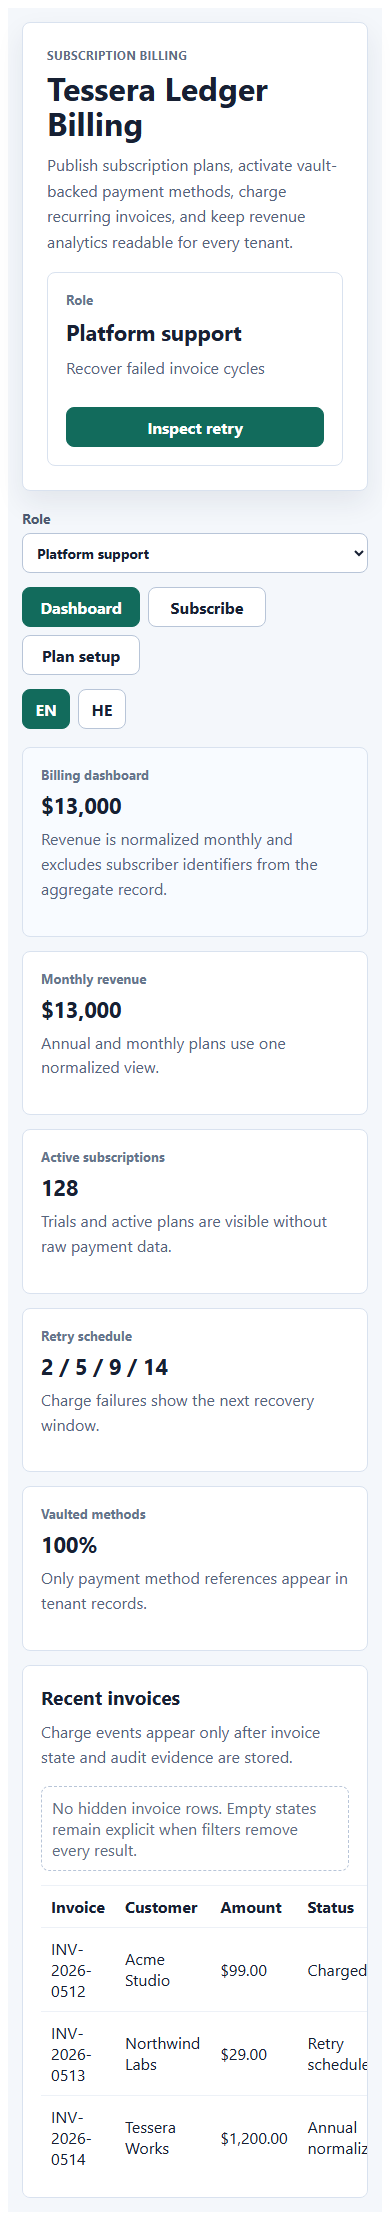 SUBSCRIPTION BILLING
Tessera Ledger
Billing
Publish subscription plans, activate vault-
backed payment methods, charge
recurring invoices, and keep revenue
analytics readable for every tenant.
Role
Platform support
Recover failed invoice cycles
Inspect retry
Role
Platform support
Dashboard
Subscribe
Plan setup
EN
HE
Billing dashboard
$13,000
Revenue is normalized monthly and
excludes subscriber identifiers from the
aggregate record.
Monthly revenue
$13,000
Annual and monthly plans use one
normalized view.
Active subscriptions
128
Trials and active plans are visible without
raw payment data.
Retry schedule
2 / 5 / 9 / 14
Charge failures show the next recovery
window.
Vaulted methods
100%
Only payment method references appear in
tenant records.
Recent invoices
Charge events appear only after invoice
state and audit evidence are stored.
No hidden invoice rows. Empty states
remain explicit when filters remove
every result.
Invoice Customer Amount Status
INV-
2026-
0512
Acme
Studio
$99.00
Charged
INV-
2026-
0513
Northwind
Labs
$29.00
Retry
schedule
INV-
2026-
0514
Tessera
Works
$1,200.00
Annual
normaliz